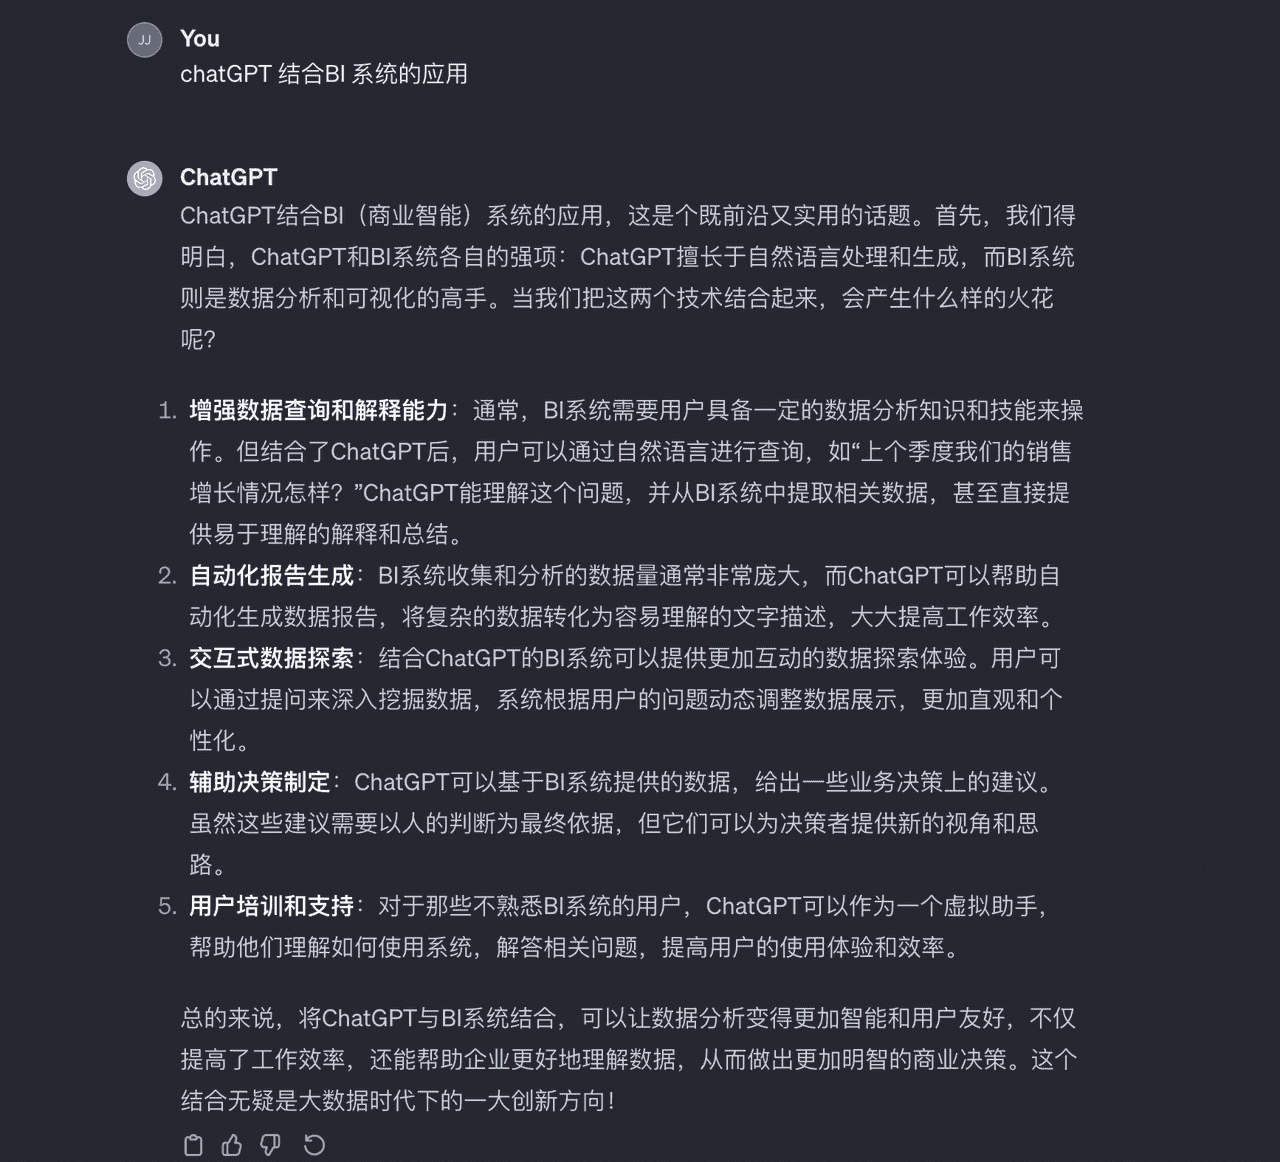 JJ
You
chatGPT 结合BI 系统的应用
ChatGPT
ChatGPT结合BI（商业智能）系统的应用，这是个既前沿又实用的话题。首先，我们得
明白，ChatGPT和BI系统各自的强项：ChatGPT擅长于自然语言处理和生成，而BI系统
则是数据分析和可视化的高手。当我们把这两个技术结合起来，会产生什么样的火花
呢？
1. 增强数据查询和解释能力：通常，BI系统需要用户具备一定的数据分析知识和技能来操
作。但结合了ChatGPT后，用户可以通过自然语言进行查询，如“上个季度我们的销售
增长情况怎样？”ChatGPT能理解这个问题，并从BI系统中提取相关数据，甚至直接提
供易于理解的解释和总结。
2. 自动化报告生成：BI系统收集和分析的数据量通常非常庞大，而ChatGPT可以帮助自
动化生成数据报告，将复杂的数据转化为容易理解的文字描述，大大提高工作效率。
3. 交互式数据探索：结合ChatGPT的BI系统可以提供更加互动的数据探索体验。用户可
以通过提问来深入挖掘数据，系统根据用户的问题动态调整数据展示，更加直观和个
性化。
4. 辅助决策制定：ChatGPT可以基于BI系统提供的数据，给出一些业务决策上的建议。
虽然这些建议需要以人的判断为最终依据，但它们可以为决策者提供新的视角和思
路。
5. 用户培训和支持：对于那些不熟悉BI系统的用户，ChatGPT可以作为一个虚拟助手，
帮助他们理解如何使用系统，解答相关问题，提高用户的使用体验和效率。
总的来说，将ChatGPT与BI系统结合，可以让数据分析变得更加智能和用户友好，不仅
提高了工作效率，还能帮助企业更好地理解数据，从而做出更加明智的商业决策。这个
结合无疑是大数据时代下的一大创新方向！